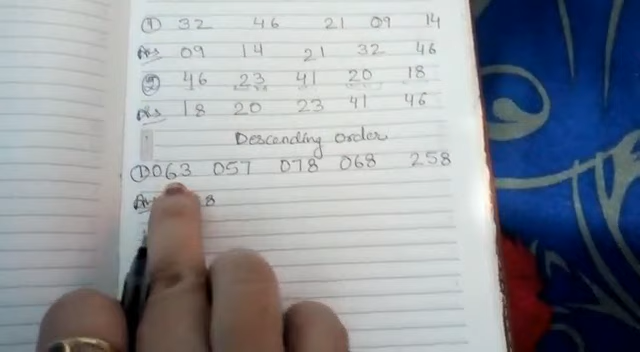 ① 32 46 21 09 14
Ans 09 14 21 32 46
② 46 23 41 20 18
Ans 18 20 23 41 46
Descending order
① 063 057 078 068 258
8